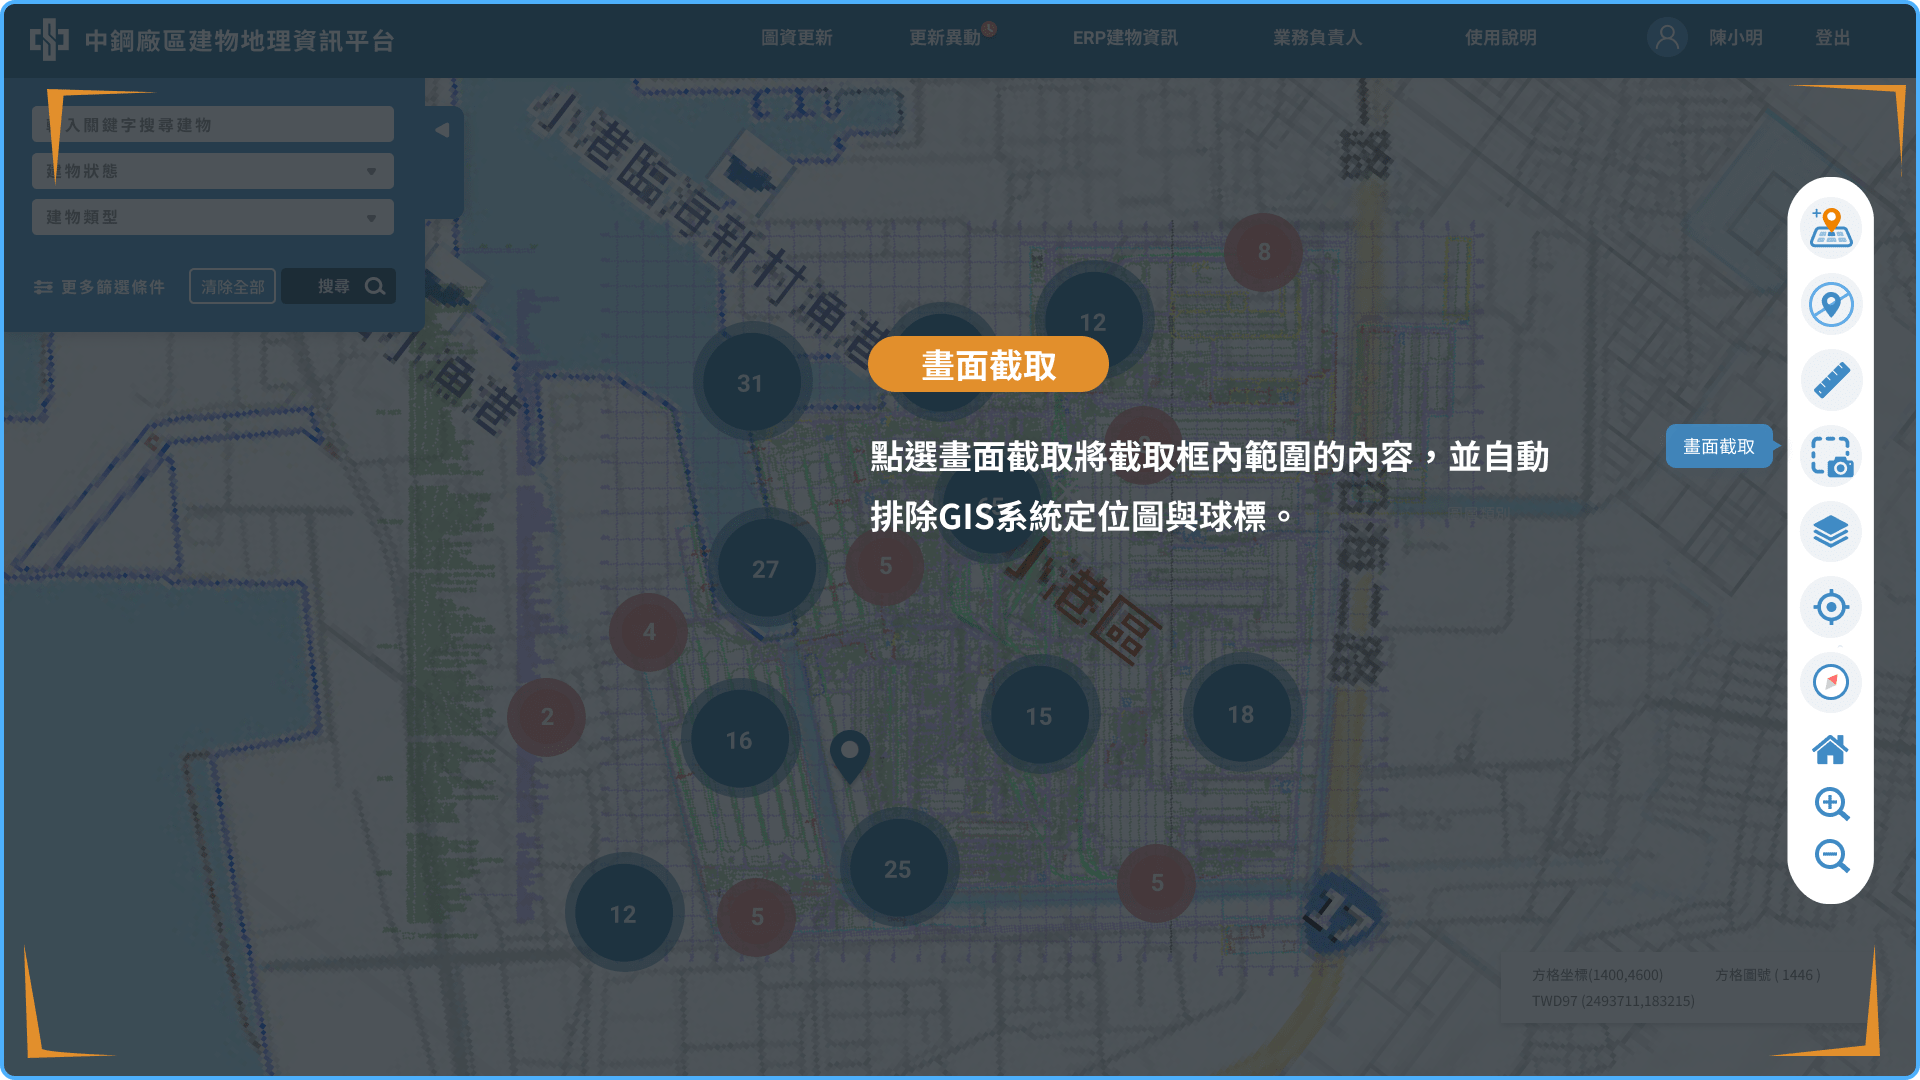 中鋼廠區建物地理資訊平台
圖資更新
更新異動
ERP建物資訊
業務負責人
使用說明
陳小明
登出
入關鍵字搜尋建物
建物狀態
建物類型
更多篩選條件
清除全部
搜尋
小港臨海新村漁港
漁港
8
12
31
畫面截取
畫面截取
點選畫面截取將截取框內範圍的內容，並自動
排除GIS系統定位圖與球標。
65
27
5
小港區
4
2
16
15
18
25
12
5
5
17
方格坐標(1400,4600)
方格圖號 ( 1446 )
TWD97 (2493711,183215)